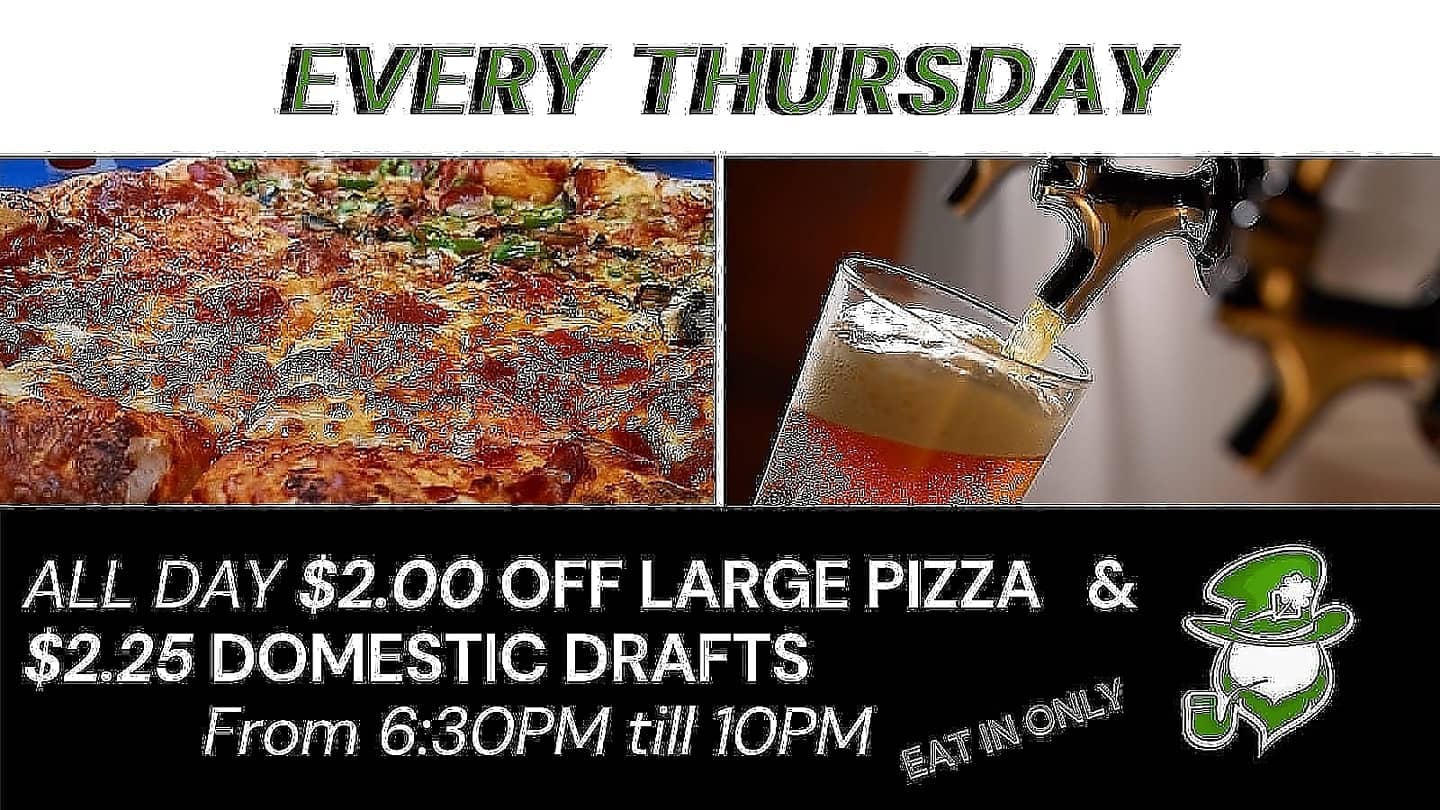 EVERY THURSDAY
ALL DAY $2.00 OFF LARGE PIZZA &
$2.25 DOMESTIC DRAFTS
From 6:30PM till 10PM
EAT IN ONLY